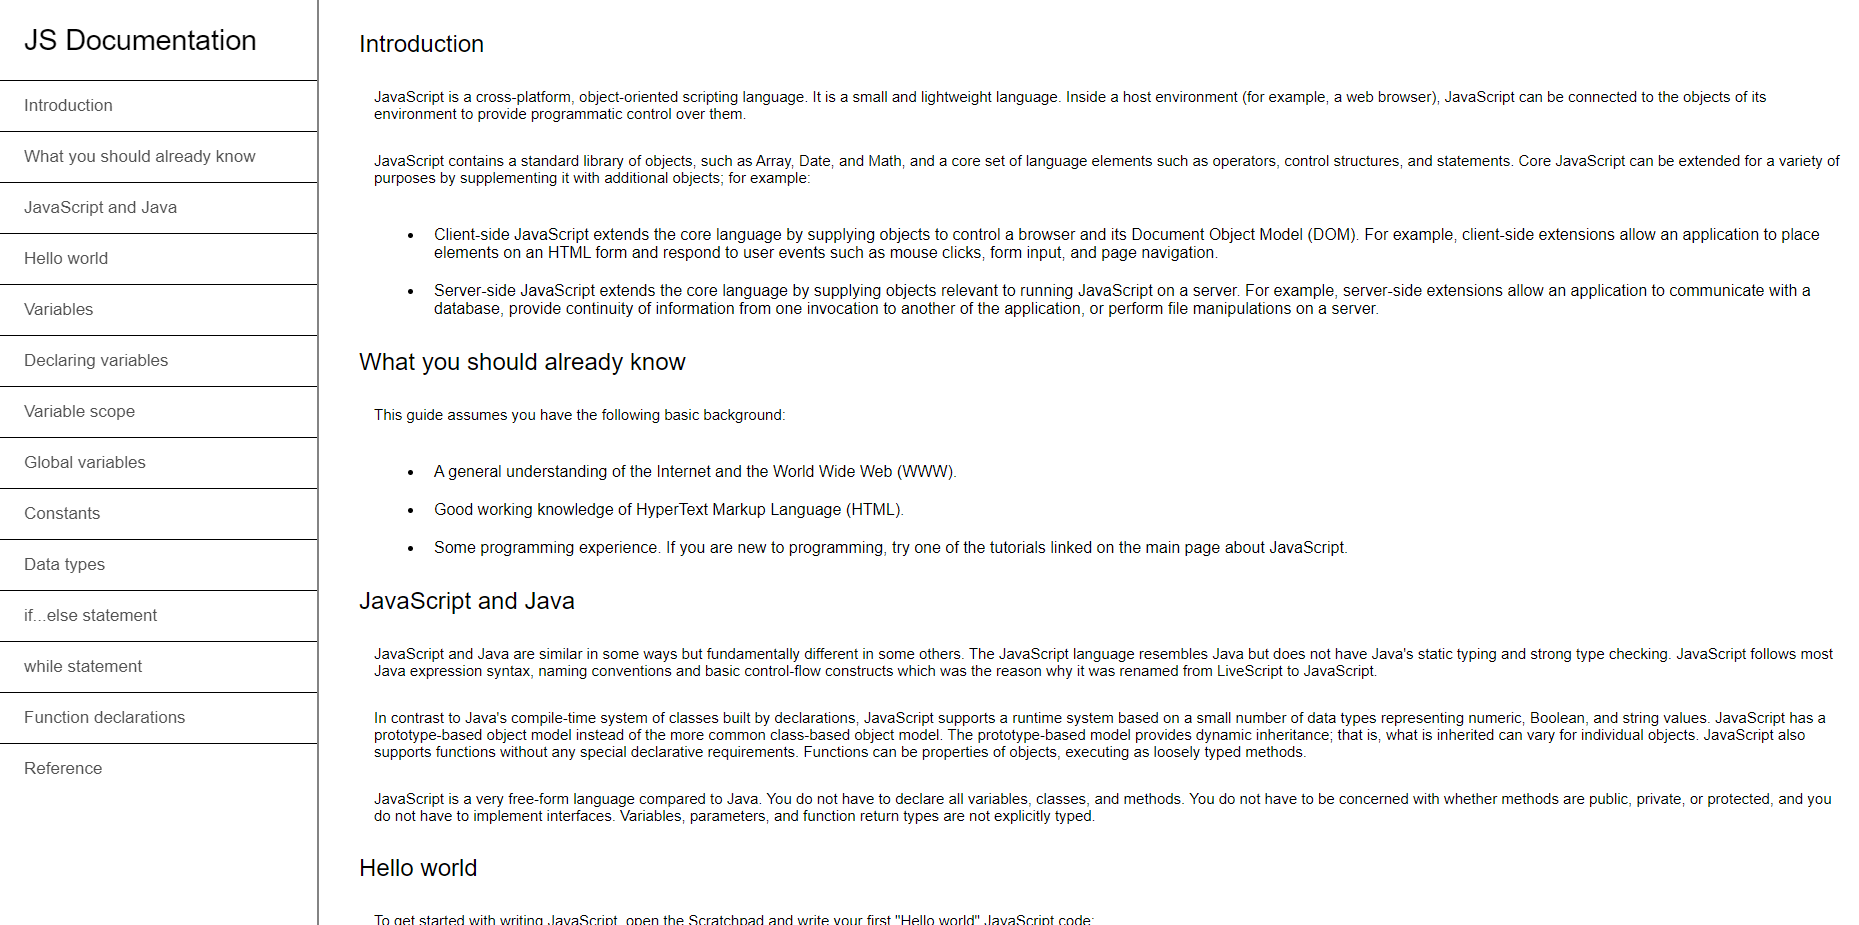 JS Documentation
Introduction
What you should already know
JavaScript and Java
Hello world
Variables
Declaring variables
Variable scope
Global variables
Constants
Data types
if...else statement
while statement
Function declarations
Reference
Introduction
JavaScript is a cross-platform, object-oriented scripting language. It is a small and lightweight language. Inside a host environment (for example, a web browser), JavaScript can be connected to the objects of its
environment to provide programmatic control over them.
JavaScript contains a standard library of objects, such as Array, Date, and Math, and a core set of language elements such as operators, control structures, and statements. Core JavaScript can be extended for a variety of
purposes by supplementing it with additional objects; for example:
• Client-side JavaScript extends the core language by supplying objects to control a browser and its Document Object Model (DOM). For example, client-side extensions allow an application to place
elements on an HTML form and respond to user events such as mouse clicks, form input, and page navigation.
• Server-side JavaScript extends the core language by supplying objects relevant to running JavaScript on a server. For example, server-side extensions allow an application to communicate with a
database, provide continuity of information from one invocation to another of the application, or perform file manipulations on a server.
What you should already know
This guide assumes you have the following basic background:
• A general understanding of the Internet and the World Wide Web (WWW).
• Good working knowledge of HyperText Markup Language (HTML).
• Some programming experience. If you are new to programming, try one of the tutorials linked on the main page about JavaScript.
JavaScript and Java
JavaScript and Java are similar in some ways but fundamentally different in some others. The JavaScript language resembles Java but does not have Java's static typing and strong type checking. JavaScript follows most
Java expression syntax, naming conventions and basic control-flow constructs which was the reason why it was renamed from LiveScript to JavaScript.
In contrast to Java's compile-time system of classes built by declarations, JavaScript supports a runtime system based on a small number of data types representing numeric, Boolean, and string values. JavaScript has a
prototype-based object model instead of the more common class-based object model. The prototype-based model provides dynamic inheritance; that is, what is inherited can vary for individual objects. JavaScript also
supports functions without any special declarative requirements. Functions can be properties of objects, executing as loosely typed methods.
JavaScript is a very free-form language compared to Java. You do not have to declare all variables, classes, and methods. You do not have to be concerned with whether methods are public, private, or protected, and you
do not have to implement interfaces. Variables, parameters, and function return types are not explicitly typed.
Hello world
To get started with writing JavaScript, open the Scratchpad and write your first "Hello world" JavaScript code: